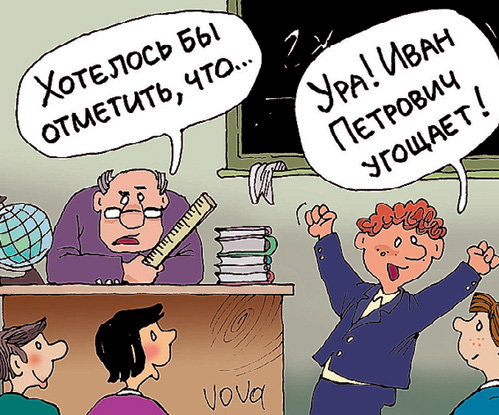 Хотелось бы
отметить, что...
Ура! Иван
Петрович
угощает!
?x
vova